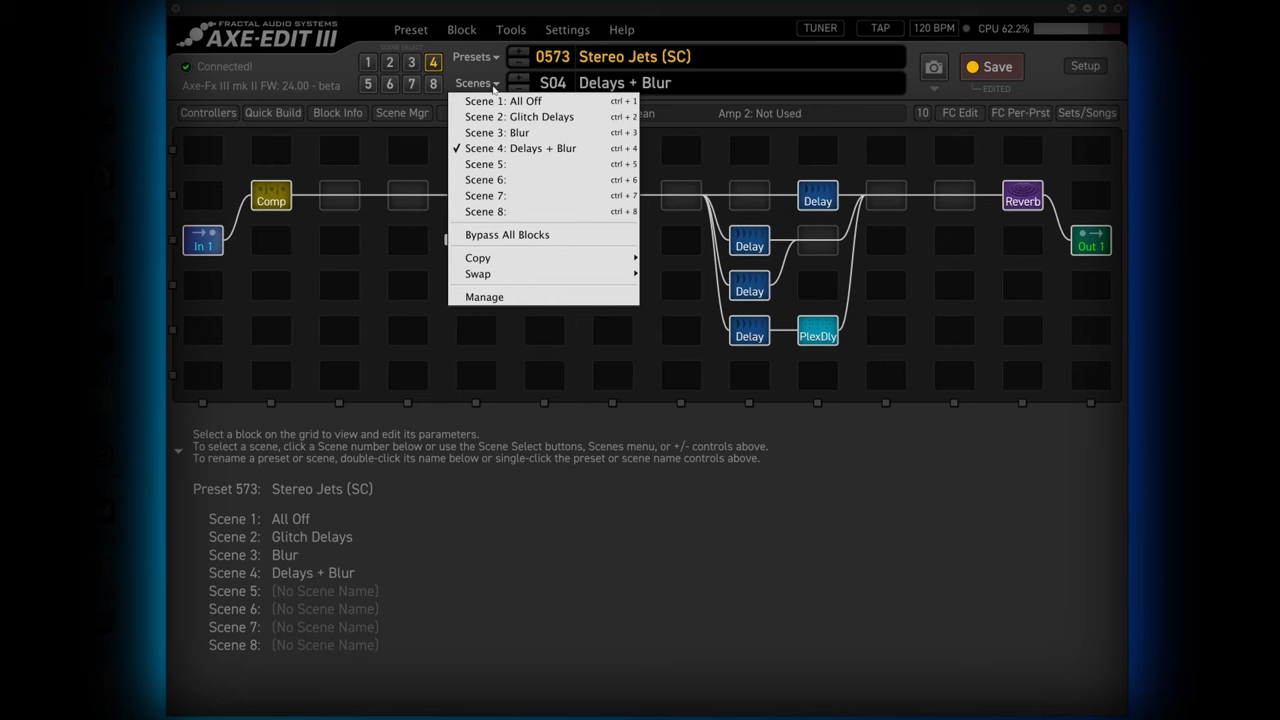 FRACTAL AUDIO SYSTEMS
AXE-EDIT III
Preset Block Tools Settings Help
TUNER TAP 120 BPM CPU 62.2%
SCENE SELECT
1 2 3 4
5 6 7 8
Connected!
Axe-Fx III mk II FW: 24.00 - beta
Presets 0573 Stereo Jets (SC)
Scenes S04 Delays + Blur
Save
EDITED
Setup
Controllers Quick Build Block Info Scene Mgr
Amp 2: Not Used
10 FC Edit FC Per-Prst Sets/Songs
Scene 1: All Off ctrl + 1
Scene 2: Glitch Delays ctrl + 2
Scene 3: Blur ctrl + 3
✓ Scene 4: Delays + Blur ctrl + 4
Scene 5: ctrl + 5
Scene 6: ctrl + 6
Scene 7: ctrl + 7
Scene 8: ctrl + 8
Bypass All Blocks
Copy
Swap
Manage
In 1
Comp
Delay
Delay
Delay
Delay
PlexDly
Reverb
Out 1
Select a block on the grid to view and edit its parameters.
To select a scene, click a Scene number below or use the Scene Select buttons, Scenes menu, or +/- controls above.
To rename a preset or scene, double-click its name below or single-click the preset or scene name controls above.
Preset 573: Stereo Jets (SC)
Scene 1: All Off
Scene 2: Glitch Delays
Scene 3: Blur
Scene 4: Delays + Blur
Scene 5: (No Scene Name)
Scene 6: (No Scene Name)
Scene 7: (No Scene Name)
Scene 8: (No Scene Name)